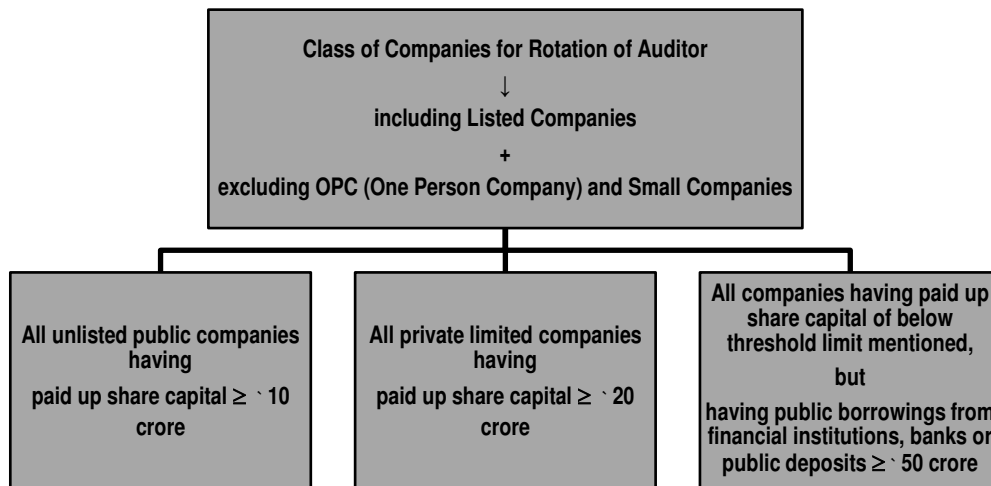 Class of Companies for Rotation of Auditor
↓
including Listed Companies
+
excluding OPC (One Person Company) and Small Companies
All unlisted public companies
having
paid up share capital ≥ ` 10
crore
All private limited companies
having
paid up share capital ≥ ` 20
crore
All companies having paid up
share capital of below
threshold limit mentioned,
but
having public borrowings from
financial institutions, banks or
public deposits ≥ ` 50 crore